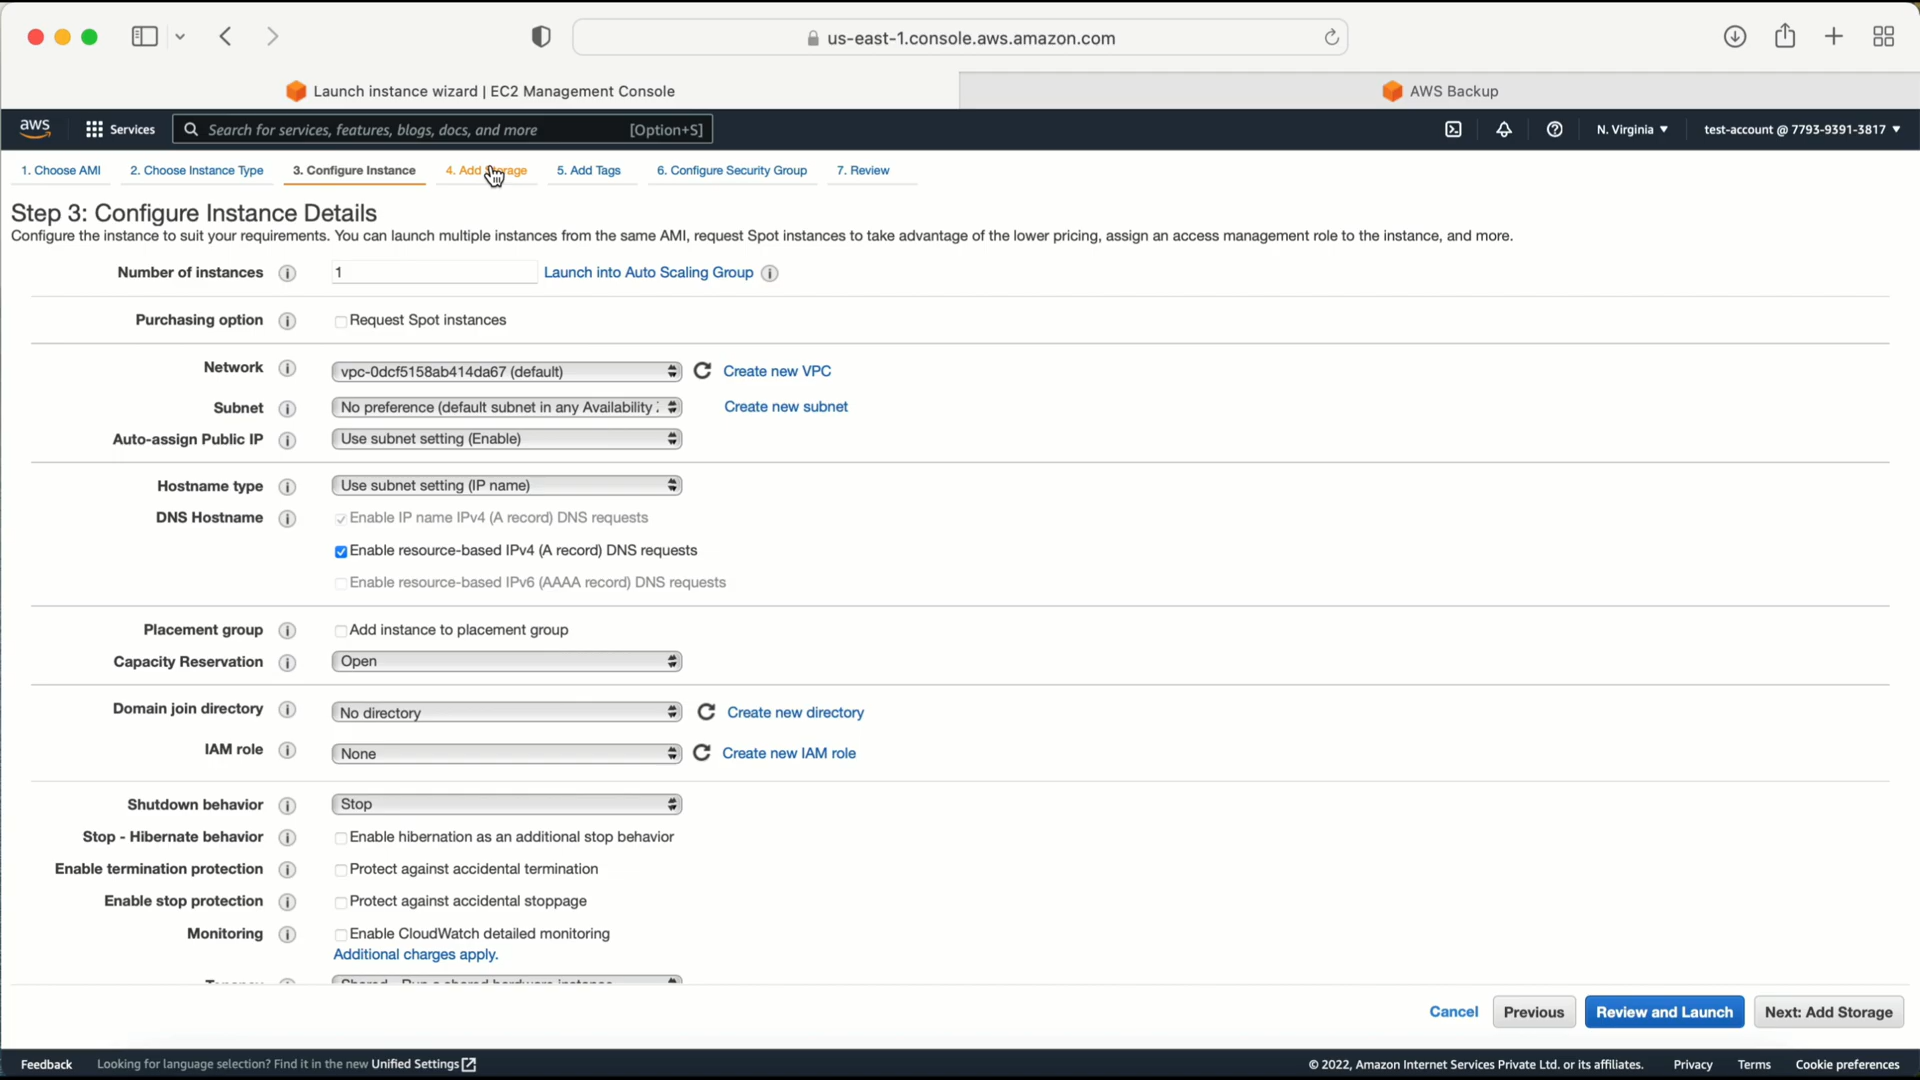 us-east-1.console.aws.amazon.com
Launch instance wizard | EC2 Management Console
AWS Backup
aws
Services
Search for services, features, blogs, docs, and more
[Option+S]
N. Virginia
test-account @ 7793-9391-3817
1. Choose AMI
2. Choose Instance Type
3. Configure Instance
4. Add Storage
5. Add Tags
6. Configure Security Group
7. Review
Step 3: Configure Instance Details
Configure the instance to suit your requirements. You can launch multiple instances from the same AMI, request Spot instances to take advantage of the lower pricing, assign an access management role to the instance, and more.
Number of instances
1
Launch into Auto Scaling Group
Purchasing option
Request Spot instances
Network
vpc-0dcf5158ab414da67 (default)
Create new VPC
Subnet
No preference (default subnet in any Availability
Create new subnet
Auto-assign Public IP
Use subnet setting (Enable)
Hostname type
Use subnet setting (IP name)
DNS Hostname
Enable IP name IPv4 (A record) DNS requests
Enable resource-based IPv4 (A record) DNS requests
Enable resource-based IPv6 (AAAA record) DNS requests
Placement group
Add instance to placement group
Capacity Reservation
Open
Domain join directory
No directory
Create new directory
IAM role
None
Create new IAM role
Shutdown behavior
Stop
Stop - Hibernate behavior
Enable hibernation as an additional stop behavior
Enable termination protection
Protect against accidental termination
Enable stop protection
Protect against accidental stoppage
Monitoring
Enable CloudWatch detailed monitoring
Additional charges apply.
Cancel
Previous
Review and Launch
Next: Add Storage
Feedback
Looking for language selection? Find it in the new Unified Settings
© 2022, Amazon Internet Services Private Ltd. or its affiliates.
Privacy
Terms
Cookie preferences